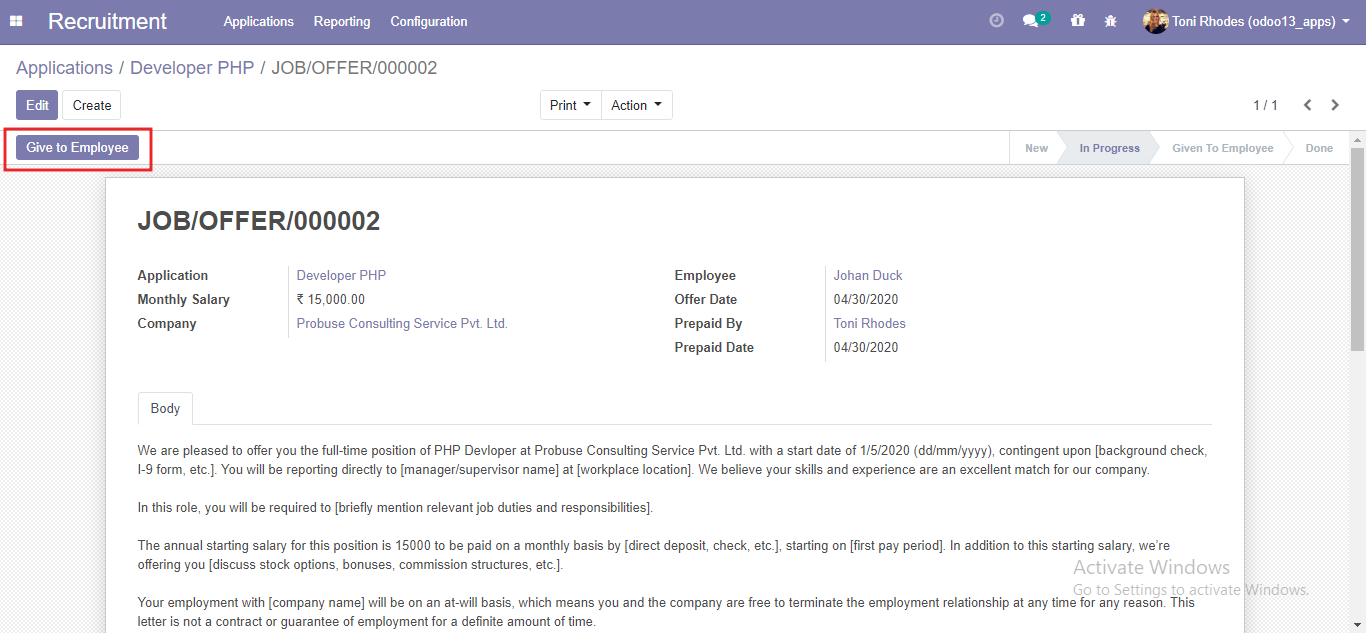 Recruitment Applications Reporting Configuration 2 Toni Rhodes (odoo13_apps)
Applications / Developer PHP / JOB/OFFER/000002
Edit Create Print Action 1 / 1
Give to Employee New In Progress Given To Employee Done
JOB/OFFER/000002
Application Developer PHP Employee Johan Duck
Monthly Salary ₹ 15,000.00 Offer Date 04/30/2020
Company Probuse Consulting Service Pvt. Ltd. Prepaid By Toni Rhodes
Prepaid Date 04/30/2020
Body
We are pleased to offer you the full-time position of PHP Devloper at Probuse Consulting Service Pvt. Ltd. with a start date of 1/5/2020 (dd/mm/yyyy), contingent upon [background check,
I-9 form, etc.]. You will be reporting directly to [manager/supervisor name] at [workplace location]. We believe your skills and experience are an excellent match for our company.
In this role, you will be required to [briefly mention relevant job duties and responsibilities].
The annual starting salary for this position is 15000 to be paid on a monthly basis by [direct deposit, check, etc.], starting on [first pay period]. In addition to this starting salary, we're
offering you [discuss stock options, bonuses, commission structures, etc.].
Activate Windows
Go to Settings to activate Windows.
Your employment with [company name] will be on an at-will basis, which means you and the company are free to terminate the employment relationship at any time for any reason. This
letter is not a contract or guarantee of employment for a definite amount of time.